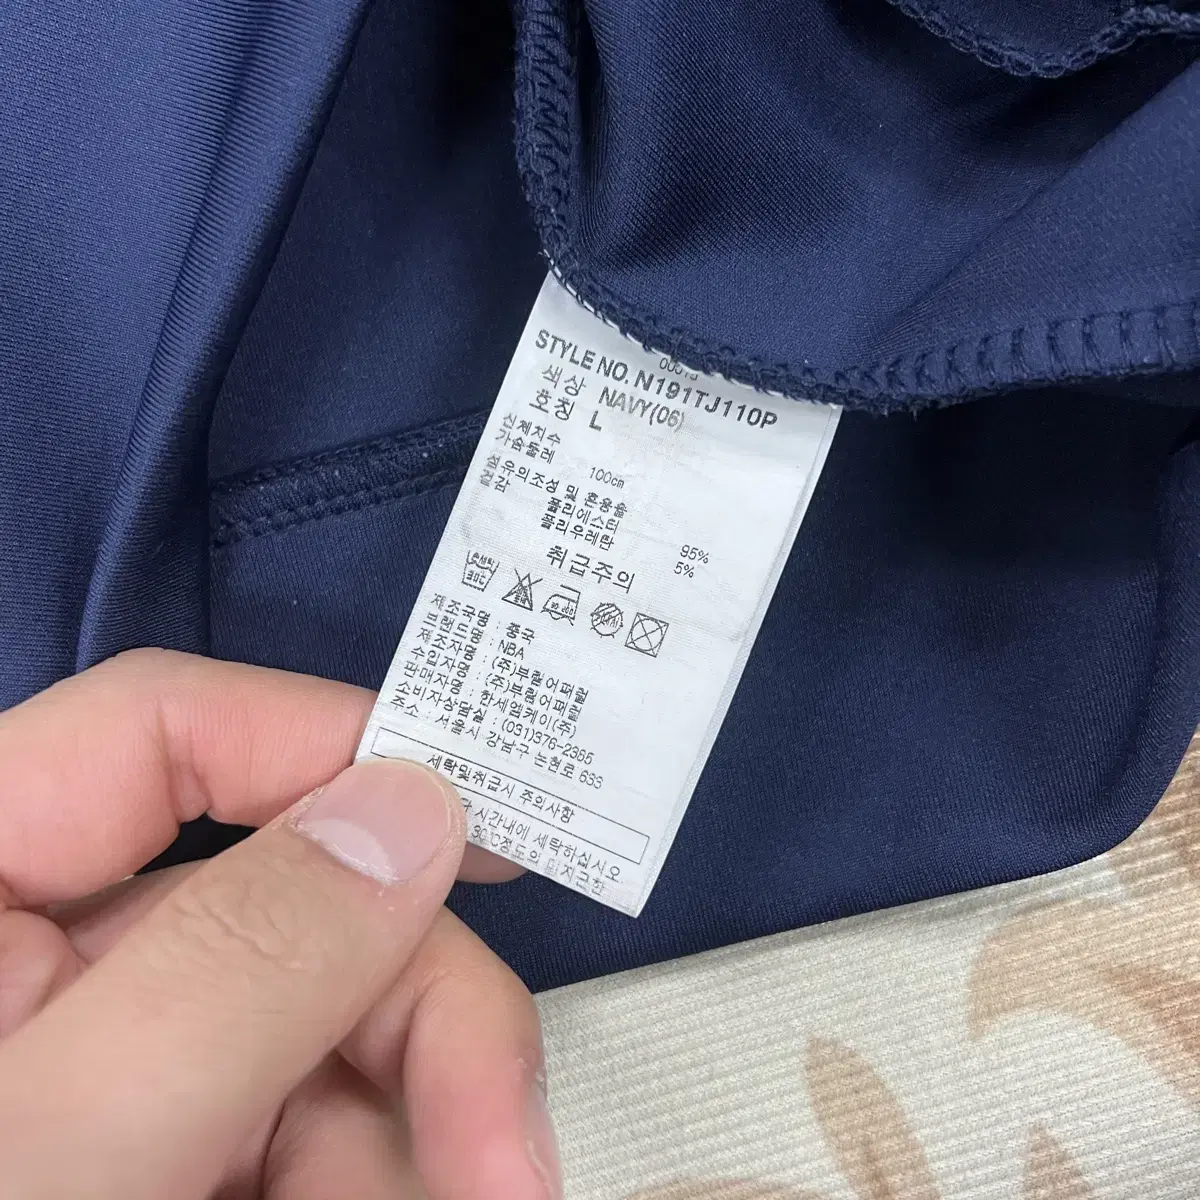 STYLE NO. N191TJ110P
색상 NAVY(06)
호칭 L
신체치수
가슴둘레 100cm
섬유의조성 및 혼용율
겉감 폴리에스터 95%
폴리우레탄 5%
취급주의
제조국명 : 중국
브랜드명 : NBA
제조자명 : (주)부림어패럴
수입자명 : (주)부림어패럴
판매자명 : 한세엠케이(주)
소비자상담실 : (031)376-2365
주소 : 서울시 강남구 논현로 633
세탁및취급시 주의사항
시간내에 세탁하십시오
30℃정도의 미지근한